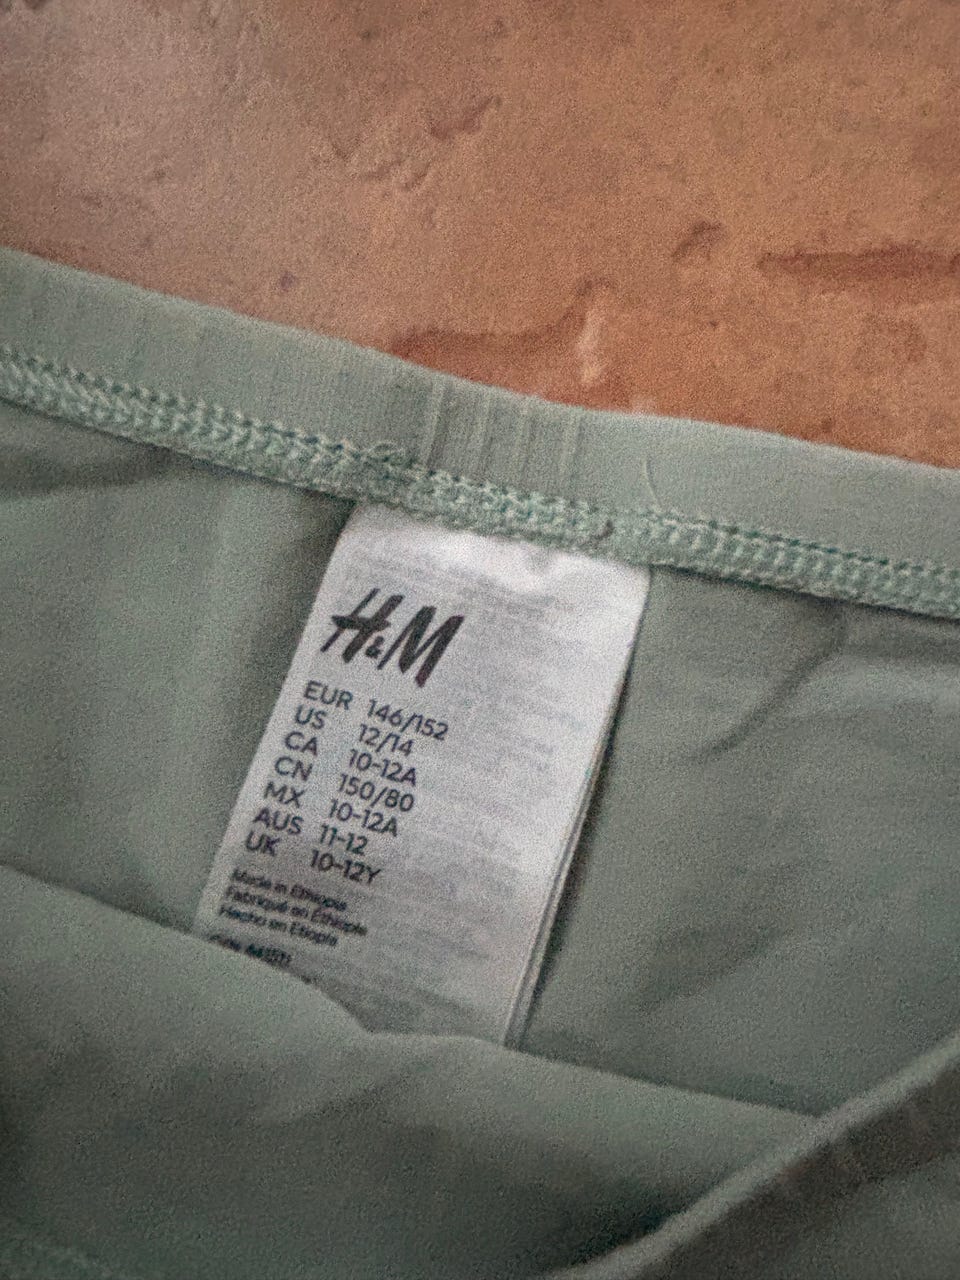 H&M
EUR 146/152
US 12/14
CA 10-12A
CN 150/80
MX 10-12A
AUS 11-12
UK 10-12Y
Made in Ethiopia
Fabriqué en Éthiopie
Hecho en Etiopía